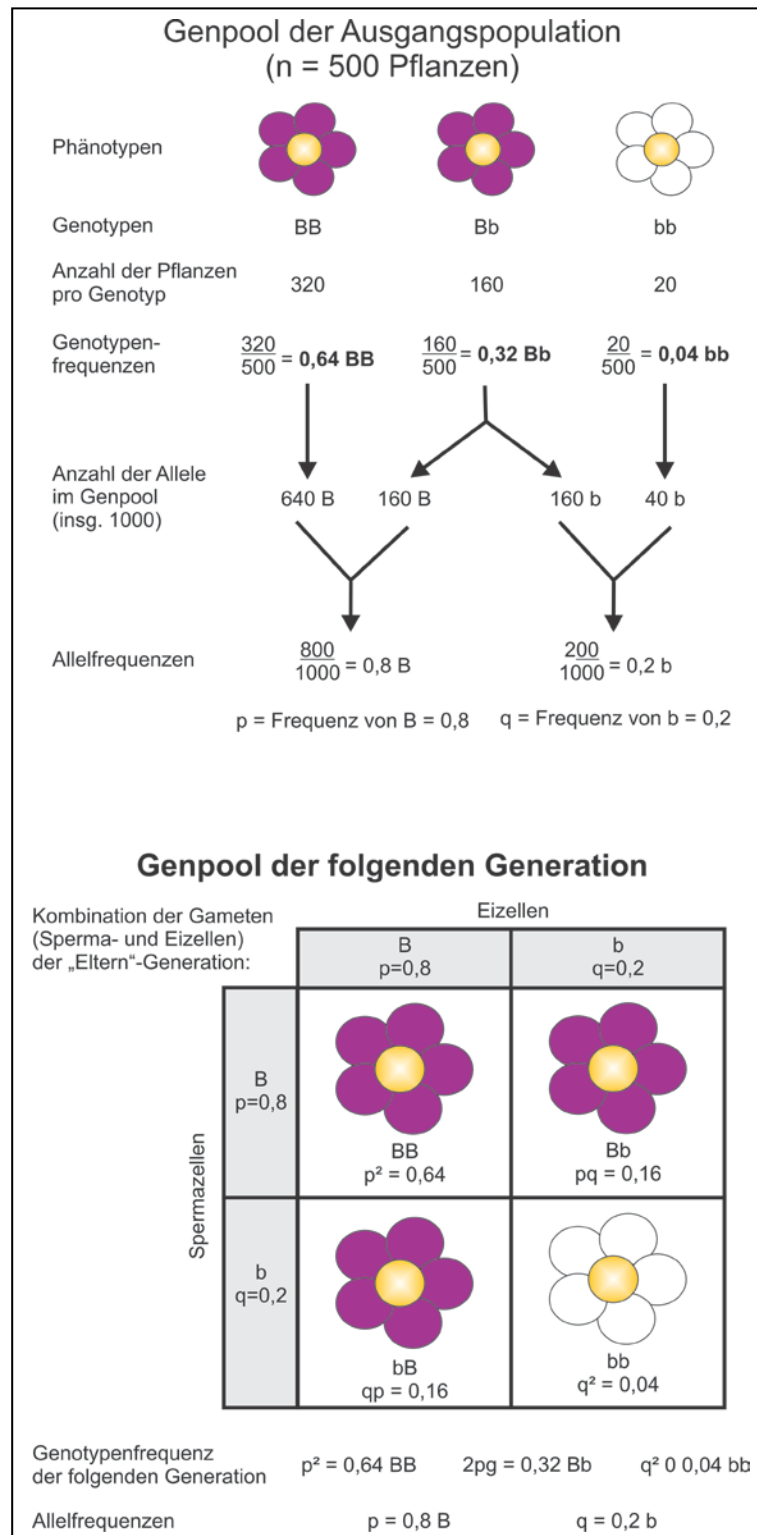 Genpool der Ausgangspopulation
(n = 500 Pflanzen)
Phänotypen
Genotypen BB Bb bb
Anzahl der Pflanzen
pro Genotyp 320 160 20
Genotypen-
frequenzen
320
500 = 0,64 BB
160
500 = 0,32 Bb
20
500 = 0,04 bb
Anzahl der Allele
im Genpool
(insg. 1000)
640 B 160 B 160 b 40 b
Allelfrequenzen
800
1000 = 0,8 B
200
1000 = 0,2 b
p = Frequenz von B = 0,8 q = Frequenz von b = 0,2
Genpool der folgenden Generation
Kombination der Gameten
(Sperma- und Eizellen)
der „Eltern“-Generation:
Eizellen
B
p=0,8
b
q=0,2
Spermazellen
B
p=0,8
BB
p² = 0,64
Bb
pq = 0,16
b
q=0,2
bB
qp = 0,16
bb
q² = 0,04
Genotypenfrequenz
der folgenden Generation
p² = 0,64 BB 2pg = 0,32 Bb q² 0 0,04 bb
Allelfrequenzen p = 0,8 B q = 0,2 b